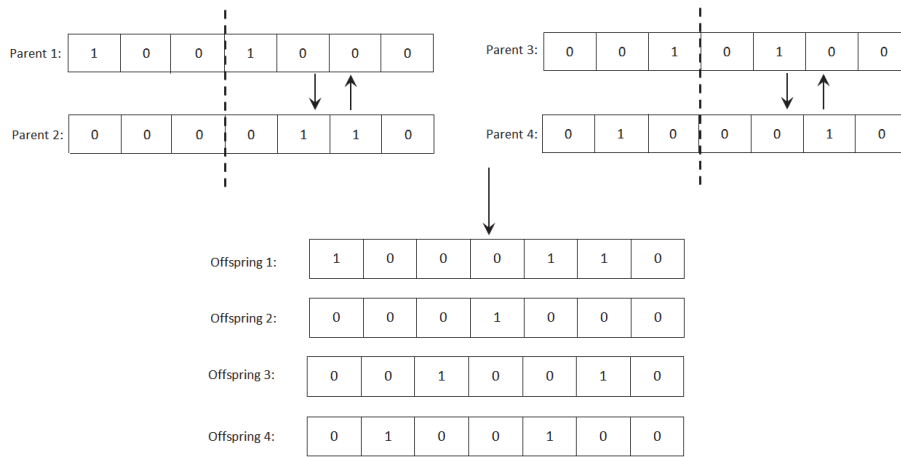 Parent 1: 1 0 0 1 0 0 0
Parent 2: 0 0 0 0 1 1 0
Parent 3: 0 0 1 0 1 0 0
Parent 4: 0 1 0 0 0 1 0
Offspring 1: 1 0 0 0 1 1 0
Offspring 2: 0 0 0 1 0 0 0
Offspring 3: 0 0 1 0 0 1 0
Offspring 4: 0 1 0 0 1 0 0